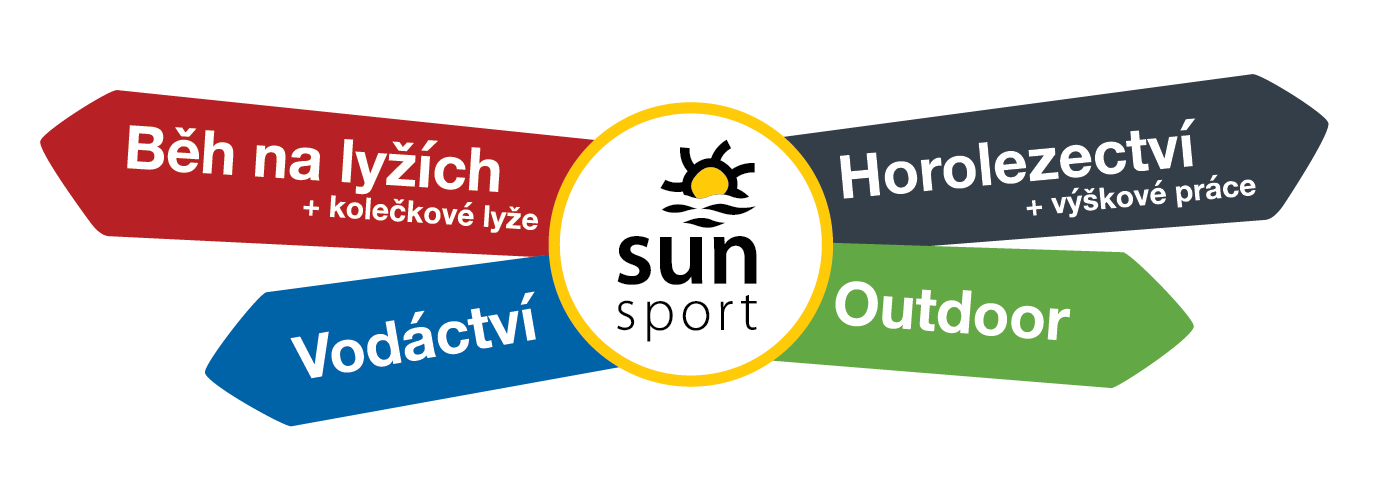 Běh na lyžích
+ kolečkové lyže
Vodáctví
sun
sport
Horolezectví
+ výškové práce
Outdoor